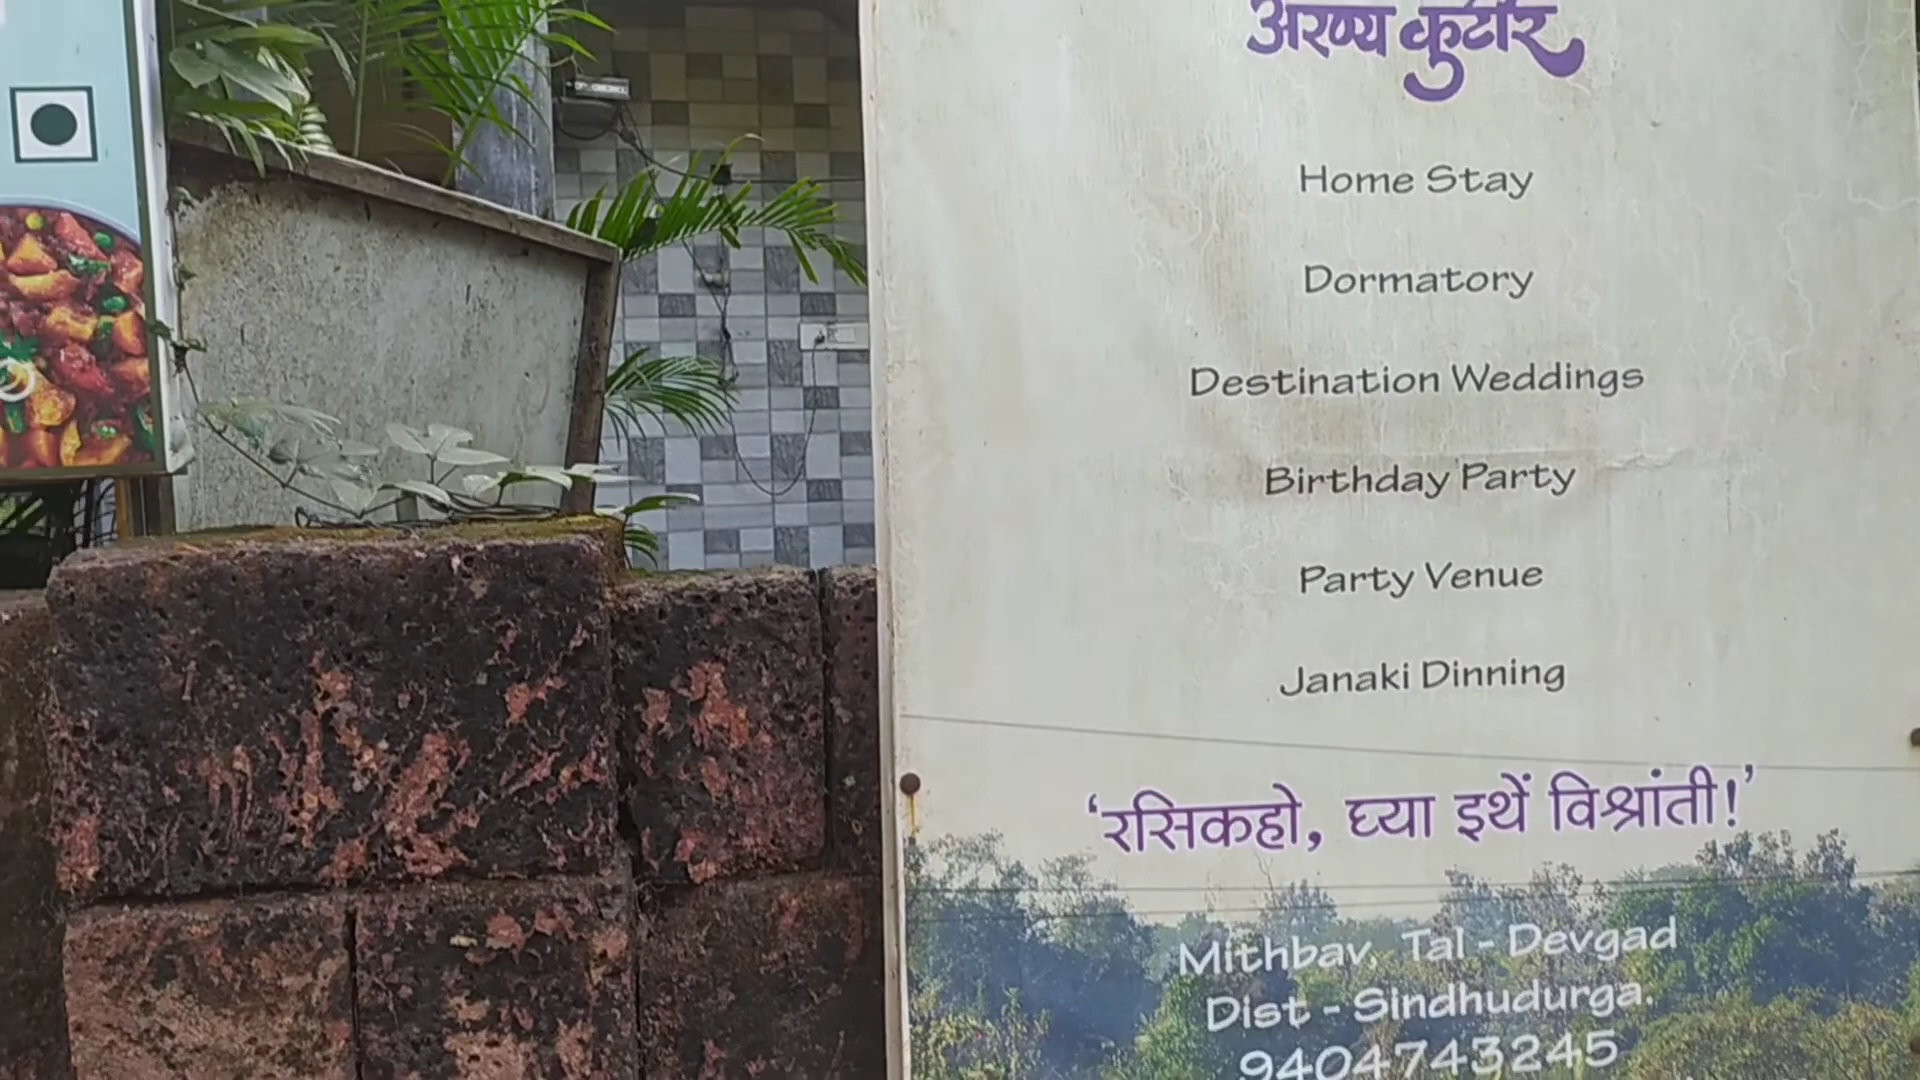 अरण्य कुटीर
Home Stay
Dormatory
Destination Weddings
Birthday Party
Party Venue
Janaki Dinning
‘रसिकहो, घ्या इथें विश्रांती!’
Mithbav, Tal - Devgad
Dist - Sindhudurga.
9404743245